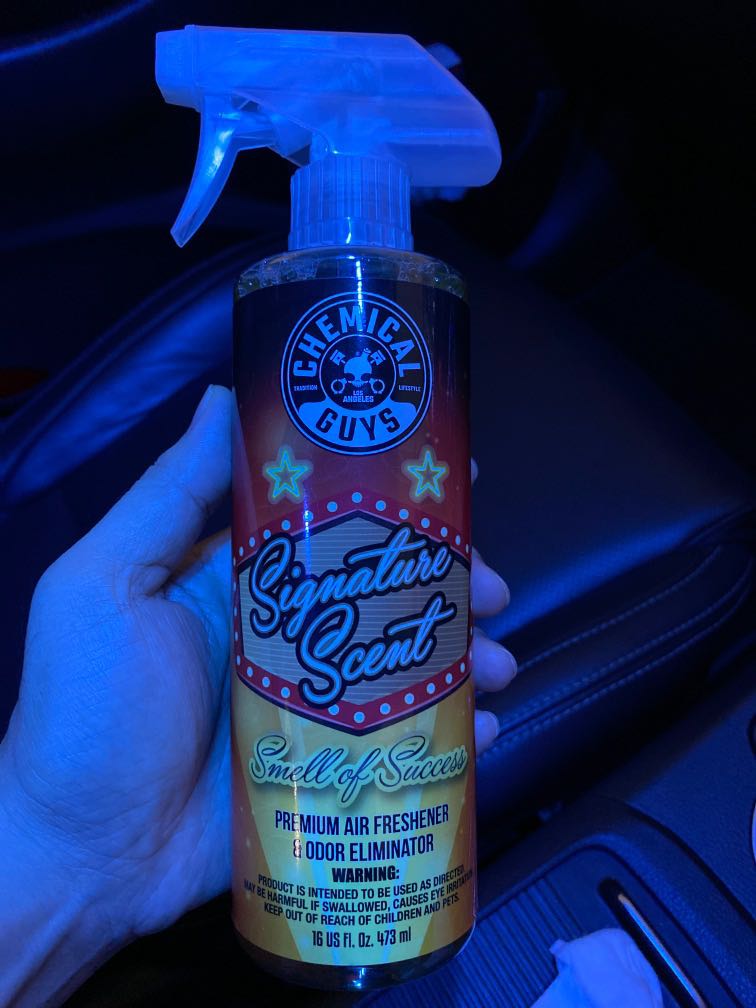 CHEMICAL
TRADITION
LIFESTYLE
LOS
ANGELES
GUYS
Signature
Scent
Smell of Success
PREMIUM AIR FRESHENER
& ODOR ELIMINATOR
WARNING:
PRODUCT IS INTENDED TO BE USED AS DIRECTED.
MAY BE HARMFUL IF SWALLOWED, CAUSES EYE IRRITATION
KEEP OUT OF REACH OF CHILDREN AND PETS.
16 US Fl. Oz. 473 ml